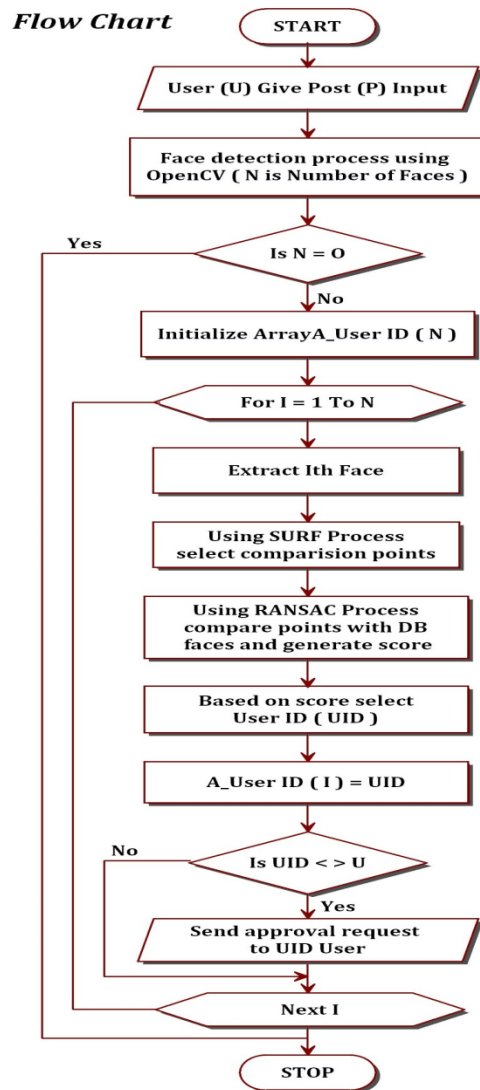 Flow Chart
START
User (U) Give Post (P) Input
Face detection process using
OpenCV ( N is Number of Faces )
Yes
Is N = O
No
Initialize ArrayA_User ID ( N )
For I = 1 To N
Extract Ith Face
Using SURF Process
select comparision points
Using RANSAC Process
compare points with DB
faces and generate score
Based on score select
User ID ( UID )
A_User ID ( I ) = UID
No
Is UID < > U
Yes
Send approval request
to UID User
Next I
STOP